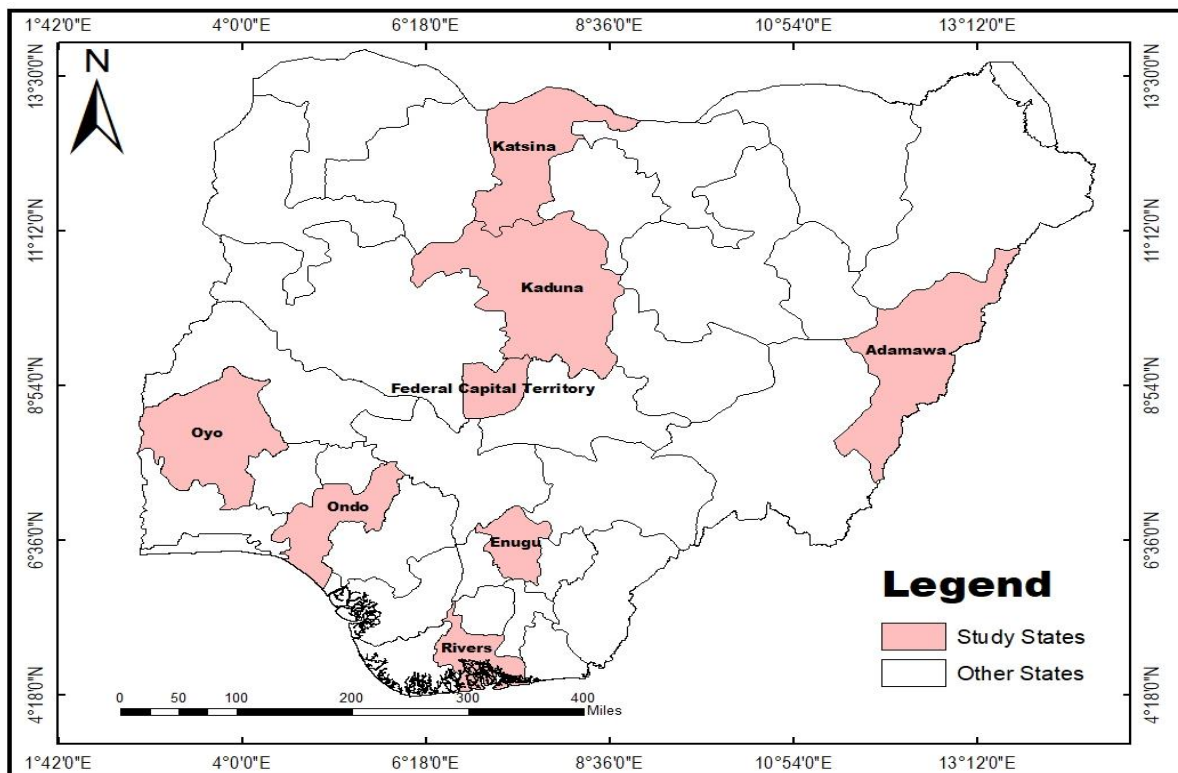 1°42'0"E 4°0'0"E 6°18'0"E 8°36'0"E 10°54'0"E 13°12'0"E
N
13°30'0"N 13°30'0"N
Katsina
11°12'0"N 11°12'0"N
Kaduna
Adamawa
8°54'0"N 8°54'0"N
Federal Capital Territory
Oyo
Ondo
6°36'0"N 6°36'0"N
Enugu
Legend
Study States
Rivers
Other States
4°18'0"N 4°18'0"N
0 50 100 200 300 400
Miles
1°42'0"E 4°0'0"E 6°18'0"E 8°36'0"E 10°54'0"E 13°12'0"E